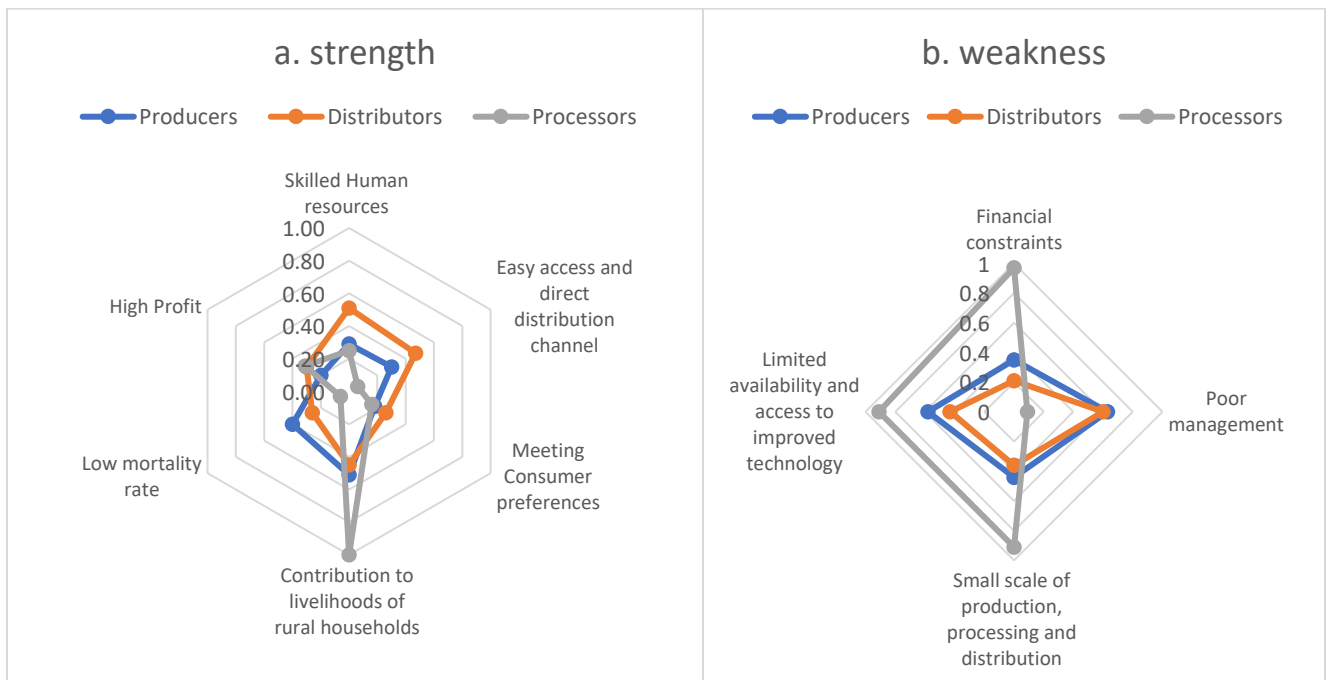 a. strength
Producers Distributors Processors
Skilled Human
resources
Easy access and
direct
distribution
channel
Meeting
Consumer
preferences
Contribution to
livelihoods of
rural households
Low mortality
rate
High Profit
1.00
0.80
0.60
0.40
0.20
0.00
b. weakness
Producers Distributors Processors
Financial
constraints
Poor
management
Small scale of
production,
processing and
distribution
Limited
availability and
access to
improved
technology
1
0.8
0.6
0.4
0.2
0